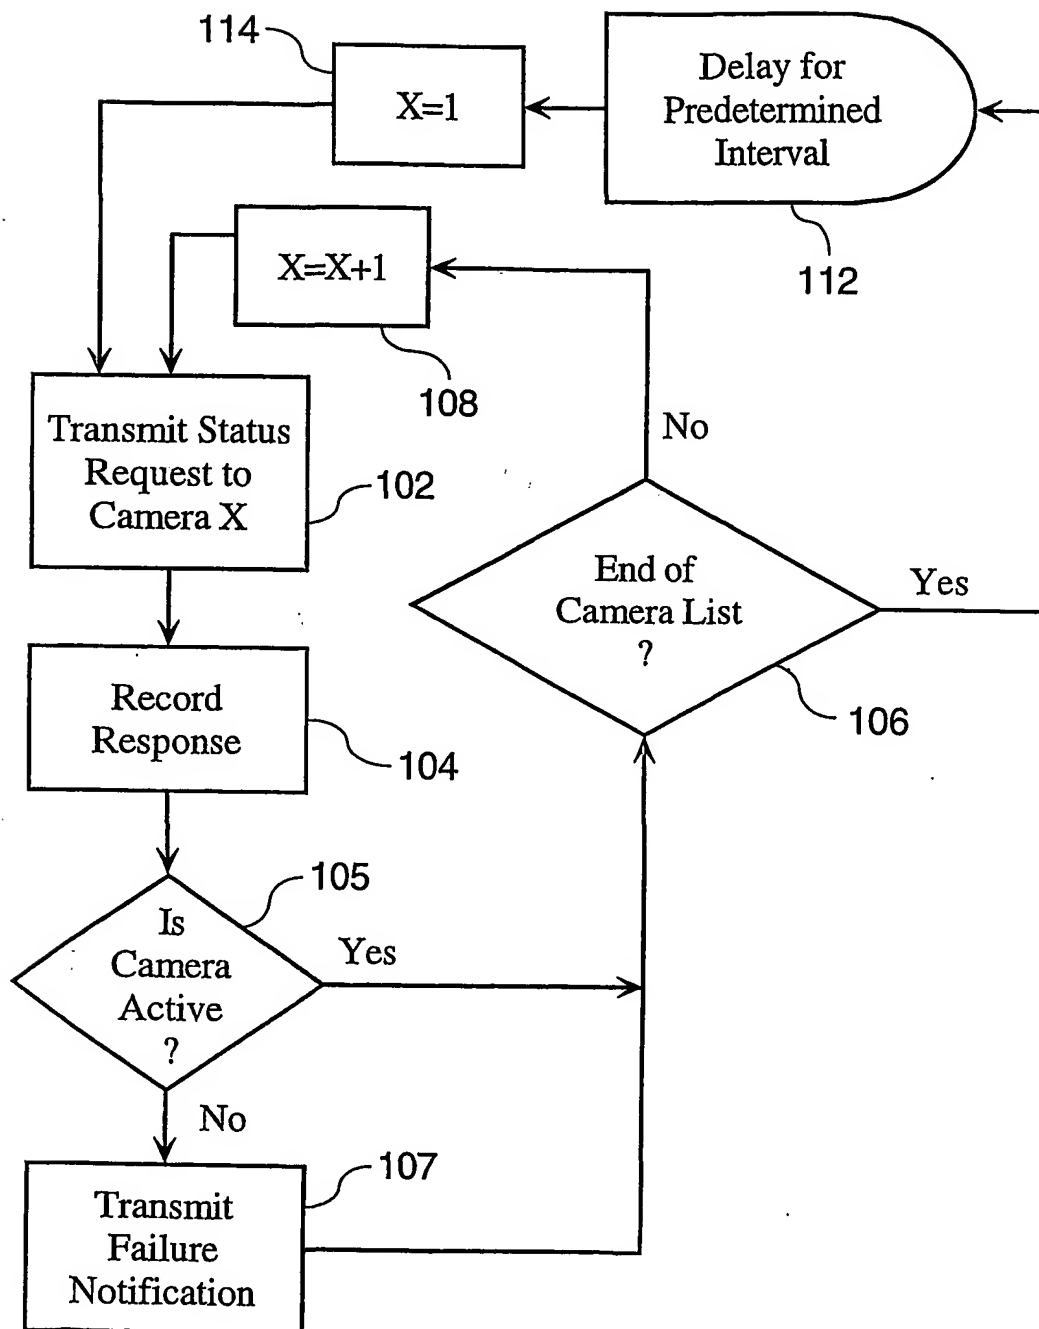 114
X=1
Delay for
Predetermined
Interval
112
X=X+1
108
Transmit Status
Request to
Camera X
102
No
End of
Camera List
?
Yes
106
Record
Response
104
105
Is
Camera
Active
?
Yes
No
107
Transmit
Failure
Notification